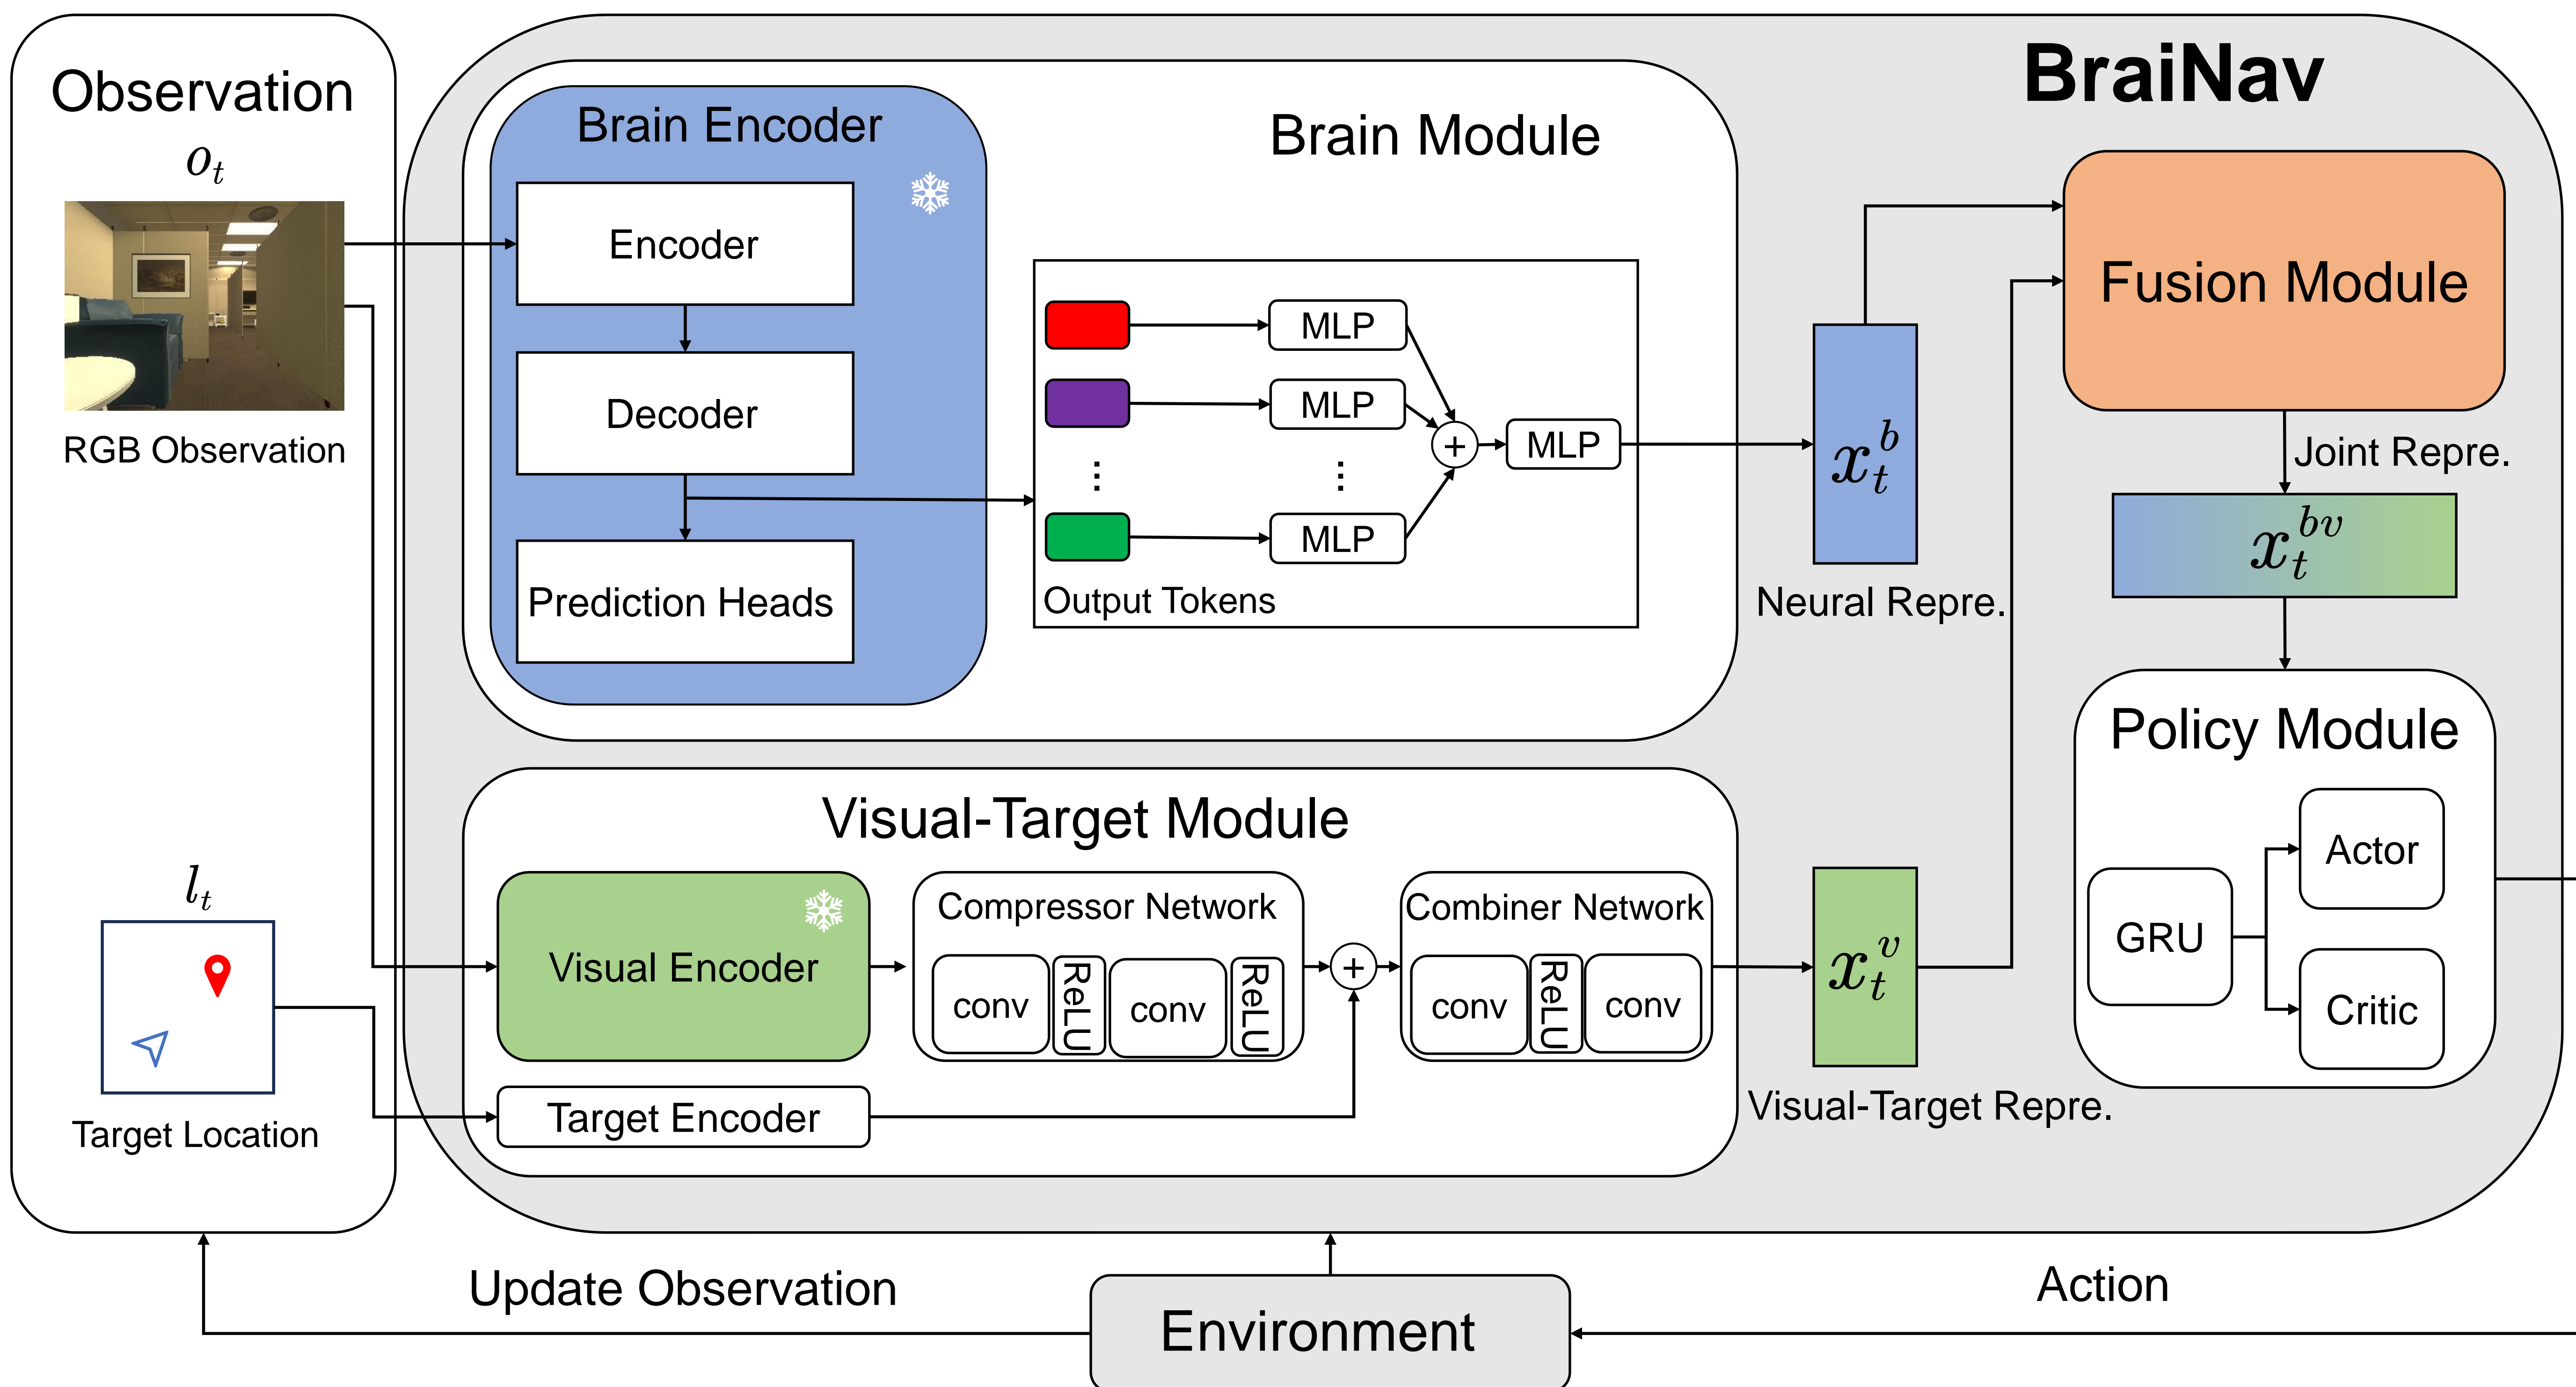 Observation
o_t
RGB Observation
l_t
Target Location
BraiNav
Brain Encoder
Encoder
Decoder
Prediction Heads
Brain Module
MLP
MLP
⋮
⋮
MLP
+
MLP
Output Tokens
x_t^b
Neural Repre.
Fusion Module
Joint Repre.
x_t^{bv}
Policy Module
GRU
Actor
Critic
Visual-Target Module
Visual Encoder
Compressor Network
conv
ReLU
conv
ReLU
+
Combiner Network
conv
ReLU
conv
Target Encoder
x_t^v
Visual-Target Repre.
Update Observation
Environment
Action